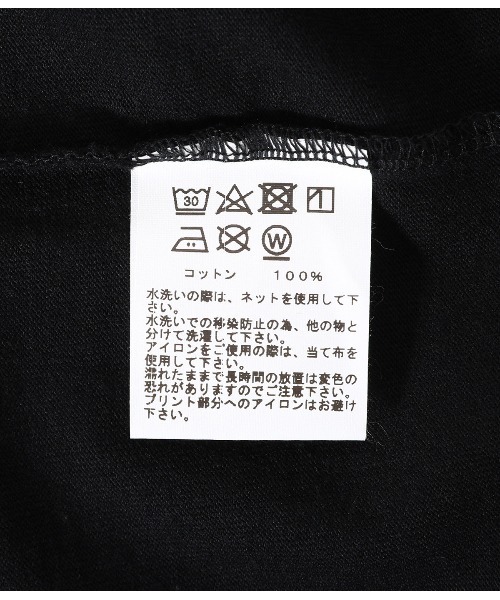 30
W
コットン 100%
水洗いの際は、ネットを使用して下
さい。
水洗いでの移染防止の為、他の物と
分けて洗濯して下さい。
アイロンをご使用の際は、当て布を
使用して下さい。
濡れたままで長時間の放置は変色の
恐れがありますのでご注意下さい。
プリント部分へのアイロンはお避け
下さい。